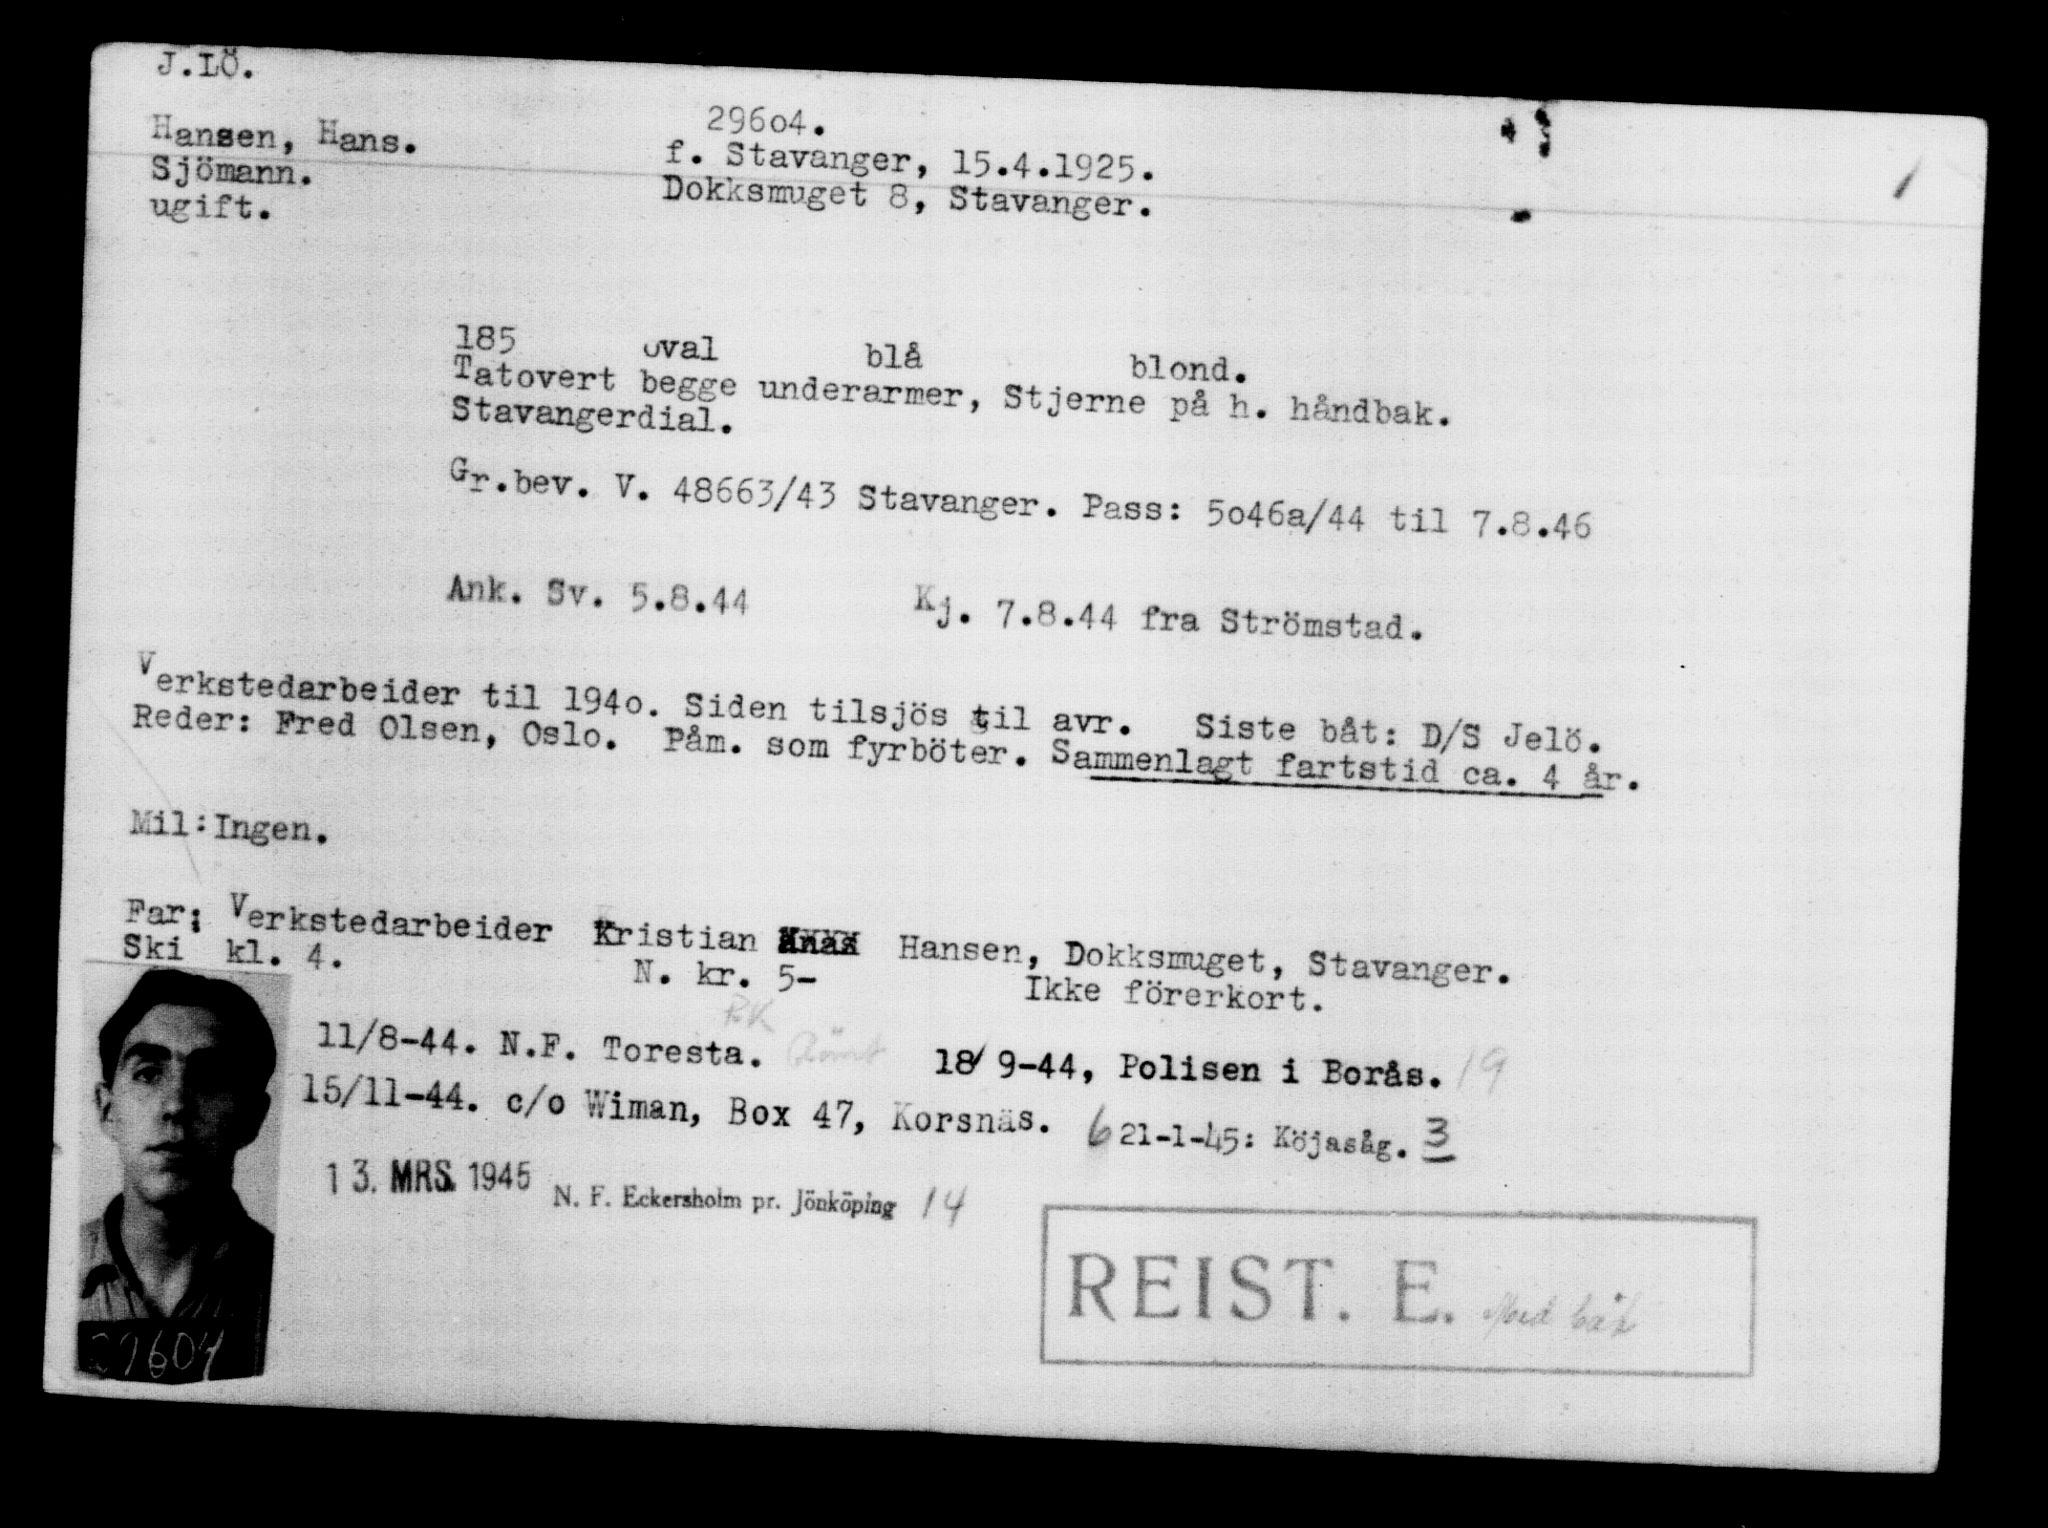 J.LÖ.
29604.
Hansen, Hans.
f. Stavanger, 15.4.1925.
Sjömann.
Dokksmuget 8, Stavanger.
ugift.
185 oval blå blond.
Tatovert begge underarmer, Stjerne på h. håndbak.
Stavangerdial.
Gr.bev. V. 48663/43 Stavanger. Pass: 5o46a/44 til 7.8.46
Ank. Sv. 5.8.44 Kj. 7.8.44 fra Strömstad.
Verkstedarbeider til 194o. Siden tilsjös til avr. Siste båt: D/S Jelö.
Reder: Fred Olsen, Oslo. Påm. som fyrböter. Sammenlagt fartstid ca. 4 år.
Mil:Ingen.
Far: Verkstedarbeider Kristian Hansen, Dokksmuget, Stavanger.
Ski kl. 4. N. kr. 5- Ikke förerkort.
RK
11/8-44. N.F. Toresta. 18/ 9-44, Polisen i Borås. 19
15/11-44. c/o Wiman, Box 47, Korsnäs. 6 21-1-45: Köjasåg. 3
13. MRS. 1945 N. F. Eckersholm pr. Jönköping 14
REIST. E. Med båt
29604